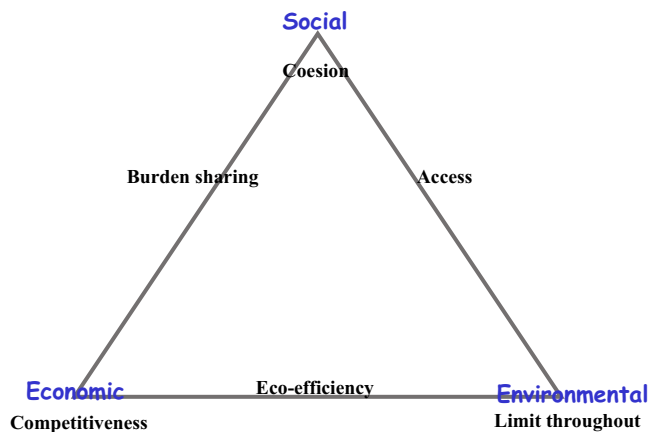 Social
Coesion
Burden sharing
Access
Economic
Eco-efficiency
Environmental
Competitiveness
Limit throughout